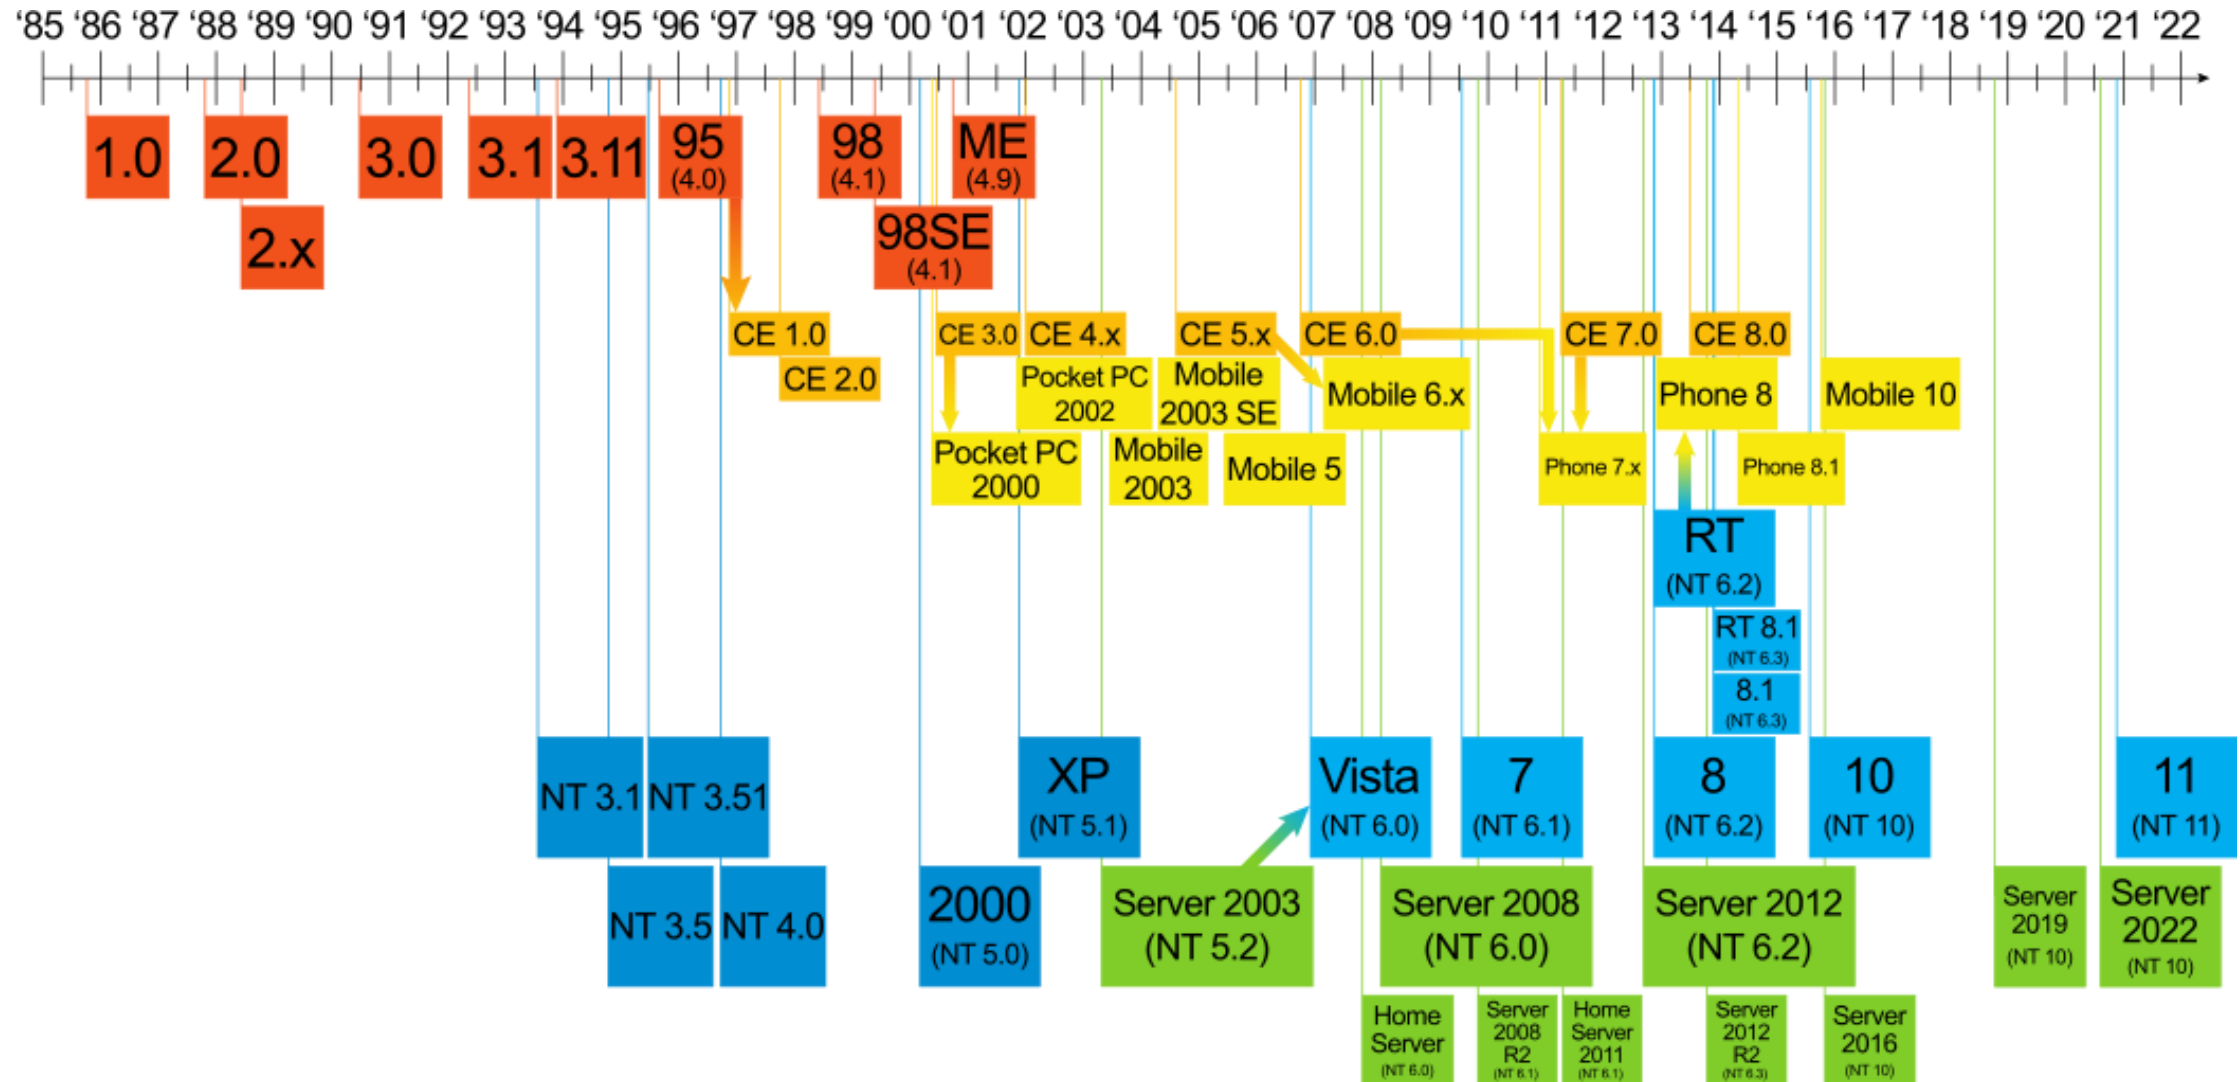 ‘85 ‘86 ‘87 ‘88 ‘89 ‘90 ‘91 ‘92 ‘93 ‘94 ‘95 ‘96 ‘97 ‘98 ‘99 ‘00 ‘01 ‘02 ‘03 ‘04 ‘05 ‘06 ‘07 ‘08 ‘09 ‘10 ‘11 ‘12 ‘13 ‘14 ‘15 ‘16 ‘17 ‘18 ‘19 ‘20 ‘21 ‘22
1.0
2.0
3.0
3.1
3.11
95
(4.0)
98
(4.1)
ME
(4.9)
2.x
98SE
(4.1)
CE 1.0
CE 3.0
CE 4.x
CE 5.x
CE 6.0
CE 7.0
CE 8.0
CE 2.0
Pocket PC
2002
Mobile
2003 SE
Mobile 6.x
Phone 8
Mobile 10
Pocket PC
2000
Mobile
2003
Mobile 5
Phone 7.x
Phone 8.1
RT
(NT 6.2)
RT 8.1
(NT 6.3)
8.1
(NT 6.3)
NT 3.1
NT 3.51
XP
(NT 5.1)
Vista
(NT 6.0)
7
(NT 6.1)
8
(NT 6.2)
10
(NT 10)
11
(NT 11)
NT 3.5
NT 4.0
2000
(NT 5.0)
Server 2003
(NT 5.2)
Server 2008
(NT 6.0)
Server 2012
(NT 6.2)
Server
2019
(NT 10)
Server
2022
(NT 10)
Home
Server
(NT 6.0)
Server
2008
R2
(NT 6.1)
Home
Server
2011
(NT 6.1)
Server
2012
R2
(NT 6.3)
Server
2016
(NT 10)